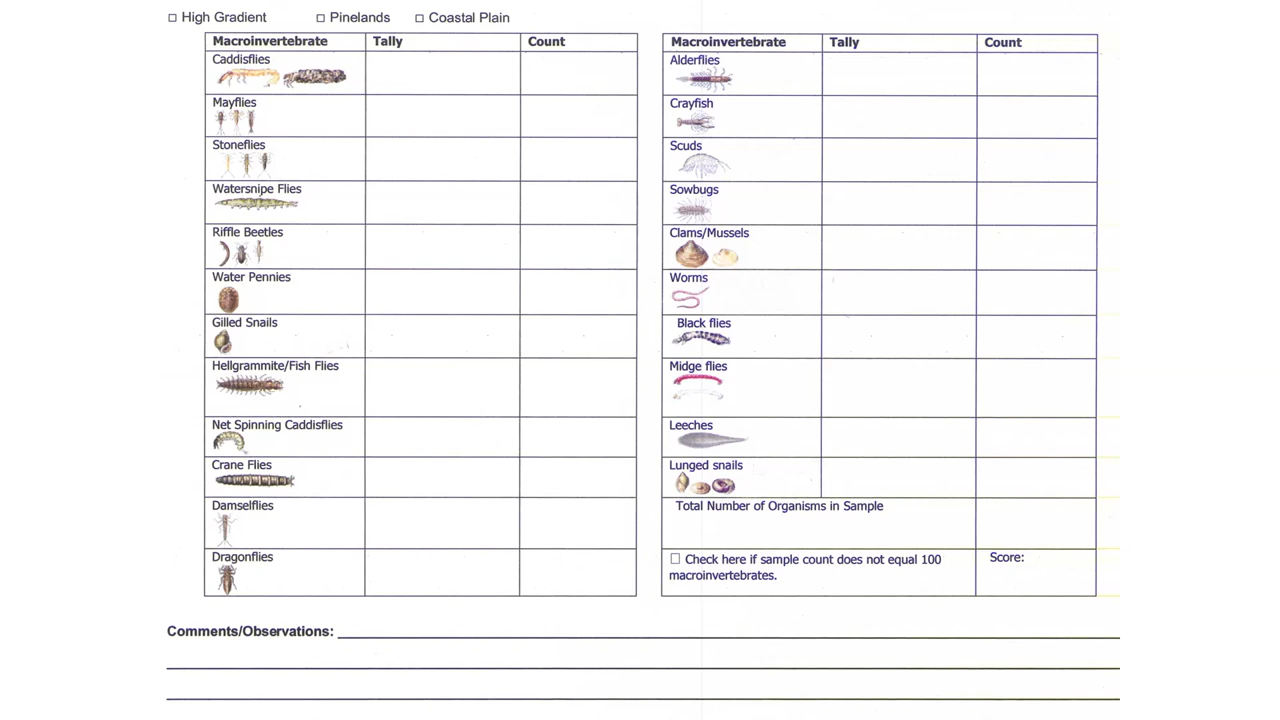 ☐ High Gradient ☐ Pinelands ☐ Coastal Plain
Macroinvertebrate Tally Count
Caddisflies
Mayflies
Stoneflies
Watersnipe Flies
Riffle Beetles
Water Pennies
Gilled Snails
Hellgrammite/Fish Flies
Net Spinning Caddisflies
Crane Flies
Damselflies
Dragonflies
Macroinvertebrate Tally Count
Alderflies
Crayfish
Scuds
Sowbugs
Clams/Mussels
Worms
Black flies
Midge flies
Leeches
Lunged snails
Total Number of Organisms in Sample
☐ Check here if sample count does not equal 100
macroinvertebrates.
Score:
Comments/Observations: